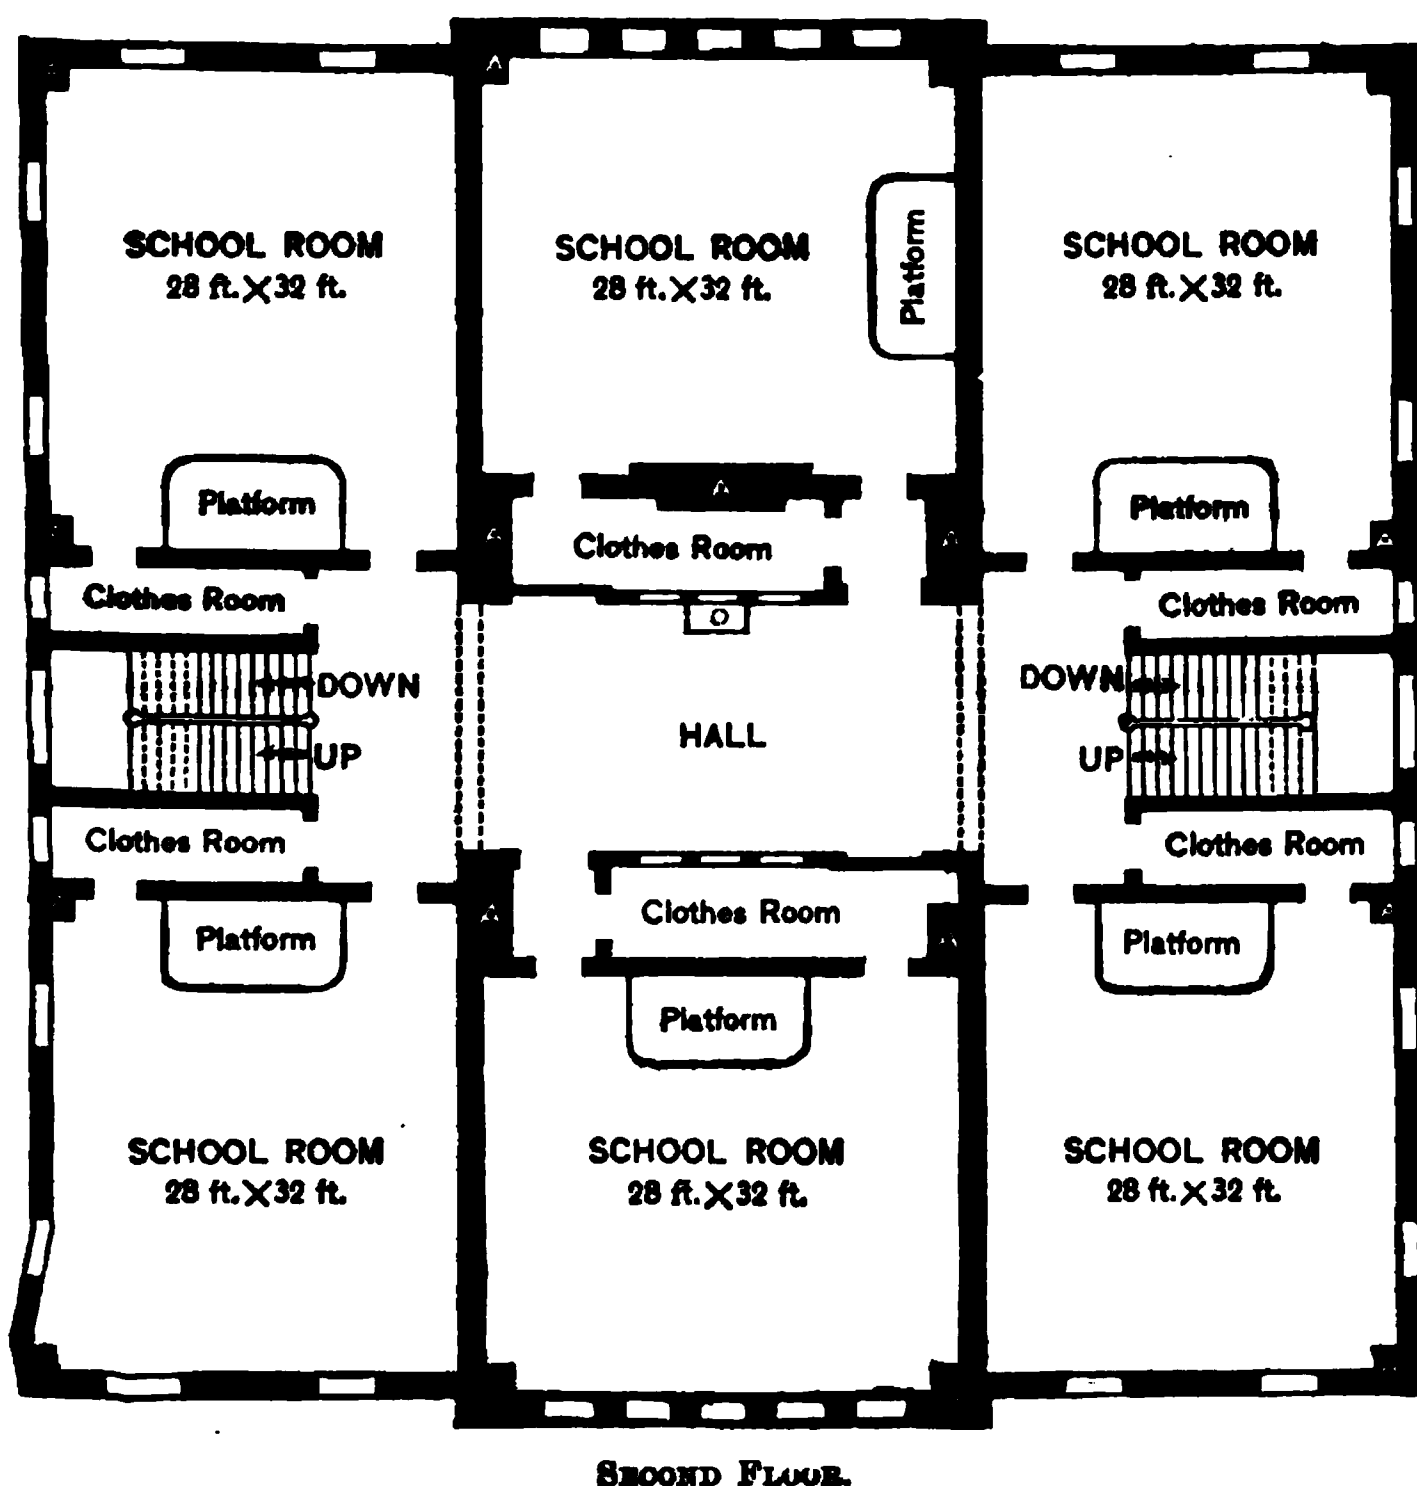 SCHOOL ROOM
28 ft. X 32 ft.
SCHOOL ROOM
28 ft. X 32 ft.
Platform
SCHOOL ROOM
28 ft. X 32 ft.
Platform
Platform
Clothes Room
Clothes Room
Clothes Room
DOWN
UP
HALL
DOWN
UP
Clothes Room
Clothes Room
Clothes Room
Platform
Platform
Platform
SCHOOL ROOM
28 ft. X 32 ft.
SCHOOL ROOM
28 ft. X 32 ft.
SCHOOL ROOM
28 ft. X 32 ft.
SECOND FLOOR.